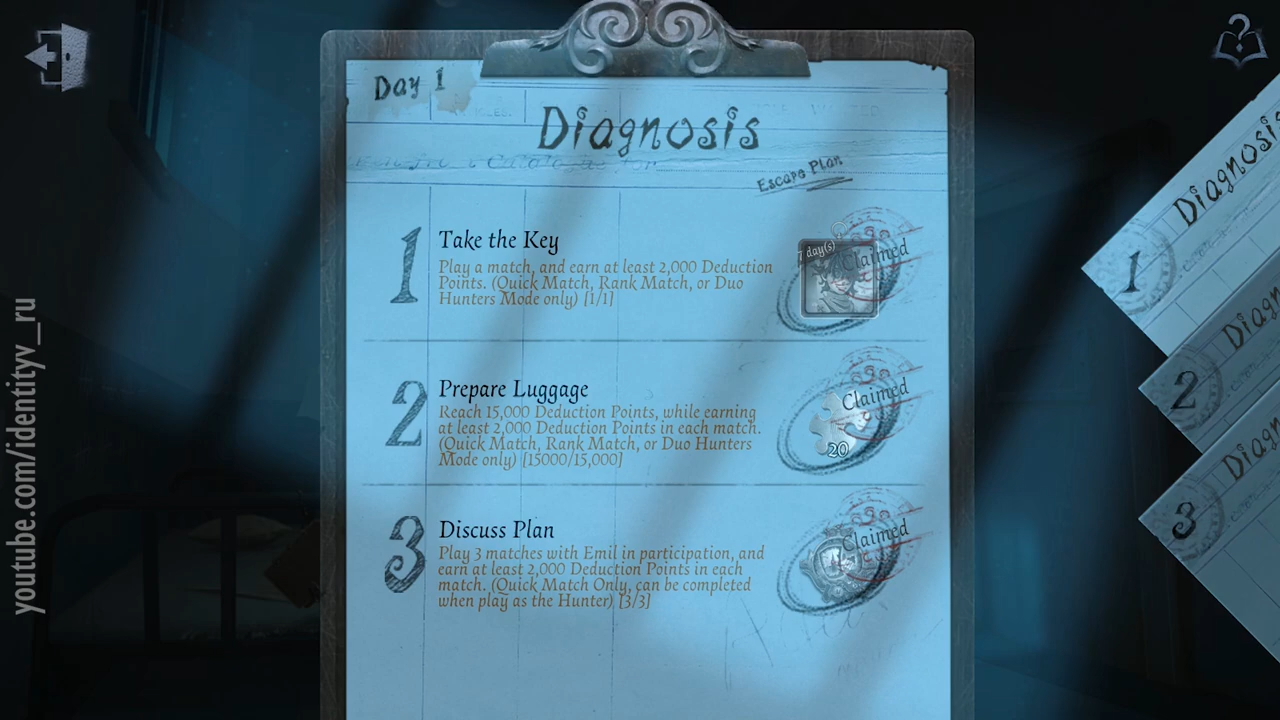 Day 1
Diagnosis
Escape Plan
1
Take the Key
Play a match, and earn at least 2,000 Deduction
Points. (Quick Match, Rank Match, or Duo
Hunters Mode only) [1/1]
7 day(s)
Claimed
2
Prepare Luggage
Reach 15,000 Deduction Points, while earning
at least 2,000 Deduction Points in each match.
(Quick Match, Rank Match, or Duo Hunters
Mode only) [15000/15,000]
Claimed
20
3
Discuss Plan
Play 3 matches with Emil in participation, and
earn at least 2,000 Deduction Points in each
match. (Quick Match Only, can be completed
when play as the Hunter) [3/3]
Claimed
Diagnosis
1
Diagn
2
Diagn
3
youtube.com/identityv_ru